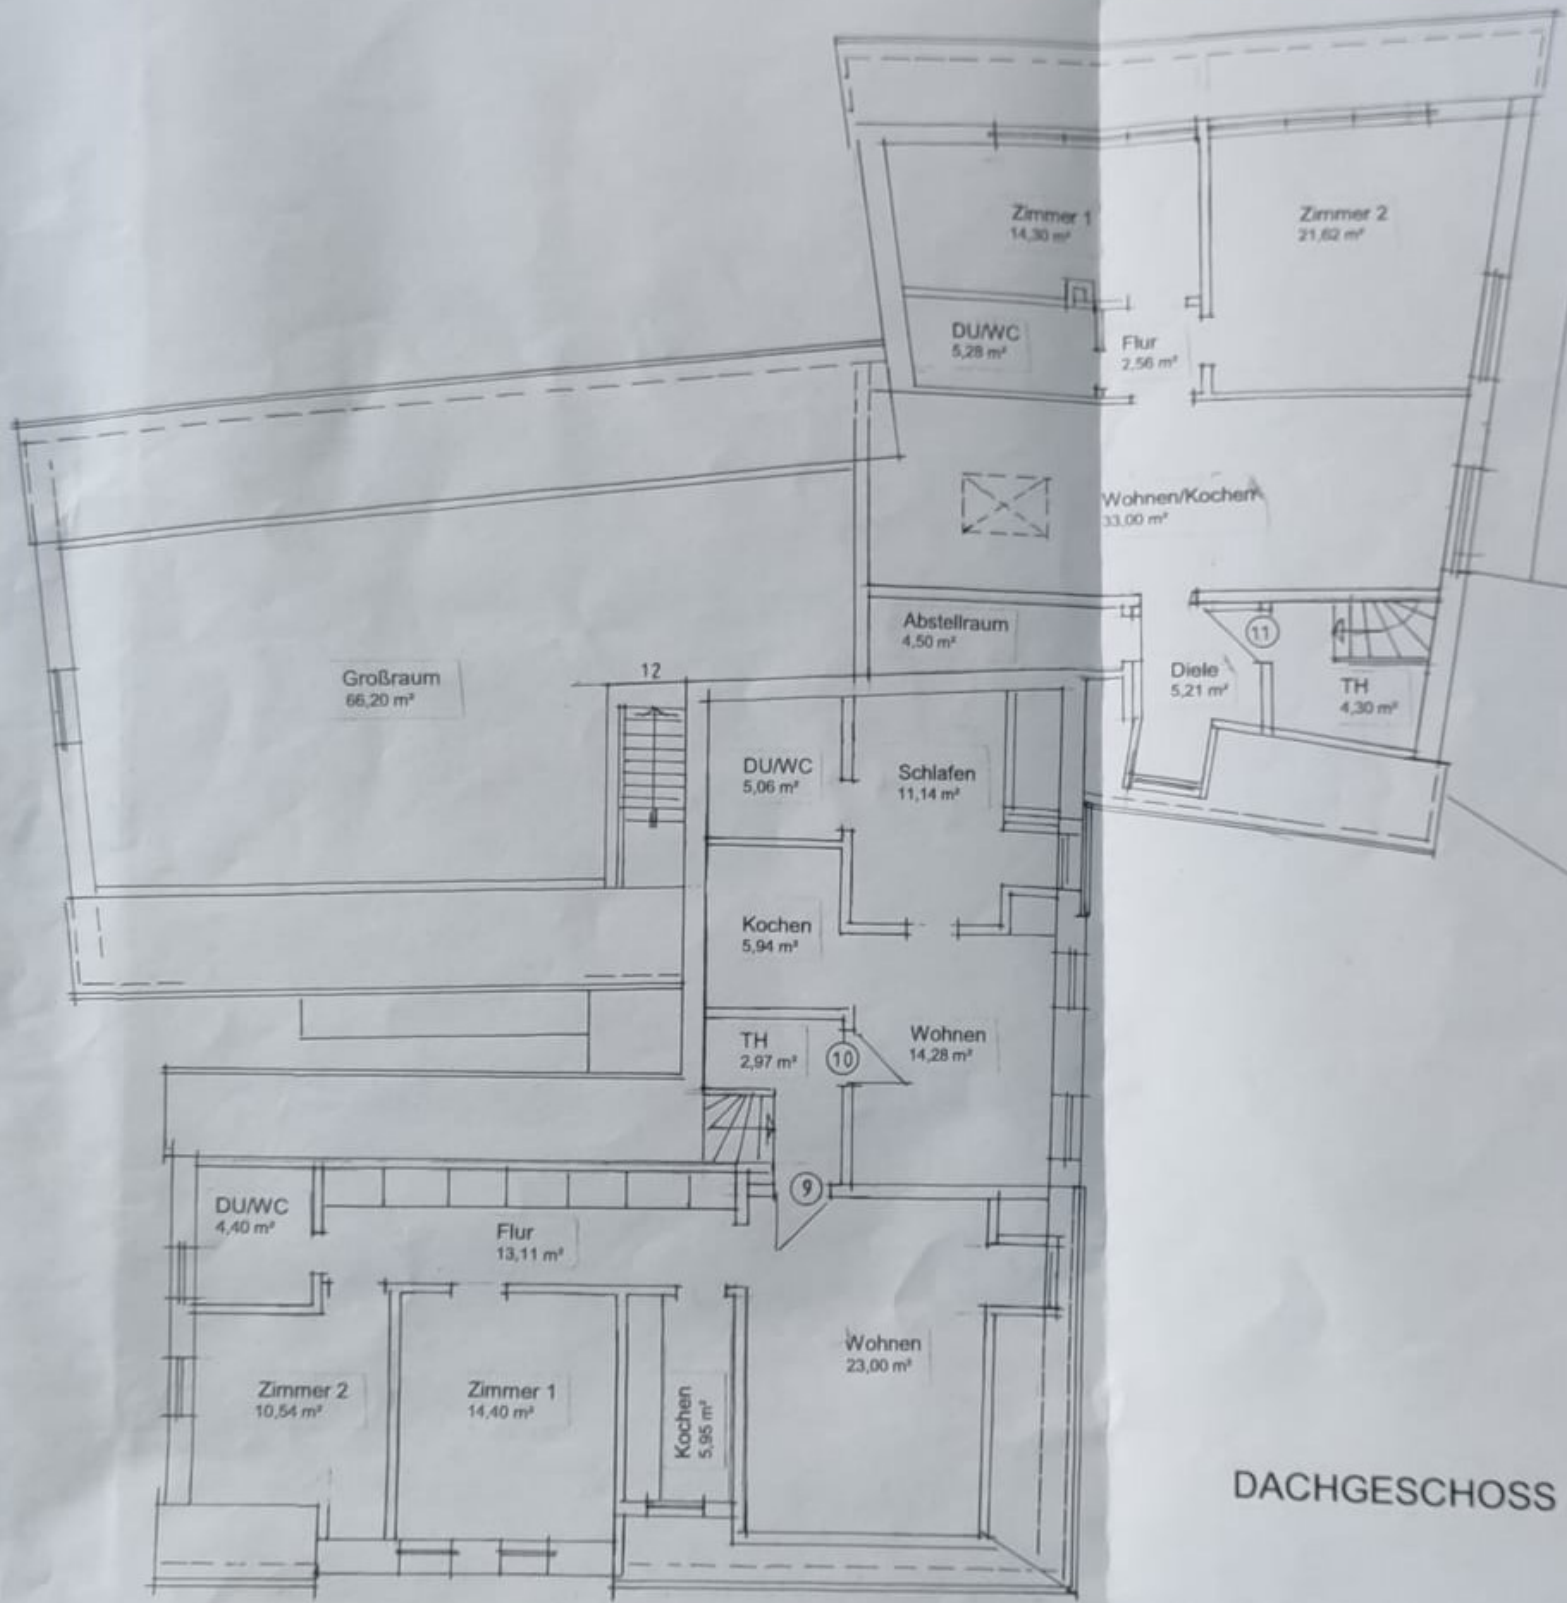 Zimmer 1
14,30 m²
Zimmer 2
21,62 m²
DU/WC
5,28 m²
Flur
2,56 m²
Wohnen/Kochen
33,00 m²
Abstellraum
4,50 m²
11
Diele
5,21 m²
TH
4,30 m²
Großraum
66,20 m²
12
DU/WC
5,06 m²
Schlafen
11,14 m²
Kochen
5,94 m²
TH
2,97 m²
10
Wohnen
14,28 m²
9
DU/WC
4,40 m²
Flur
13,11 m²
Wohnen
23,00 m²
Zimmer 2
10,54 m²
Zimmer 1
14,40 m²
Kochen
5,95 m²
DACHGESCHOSS